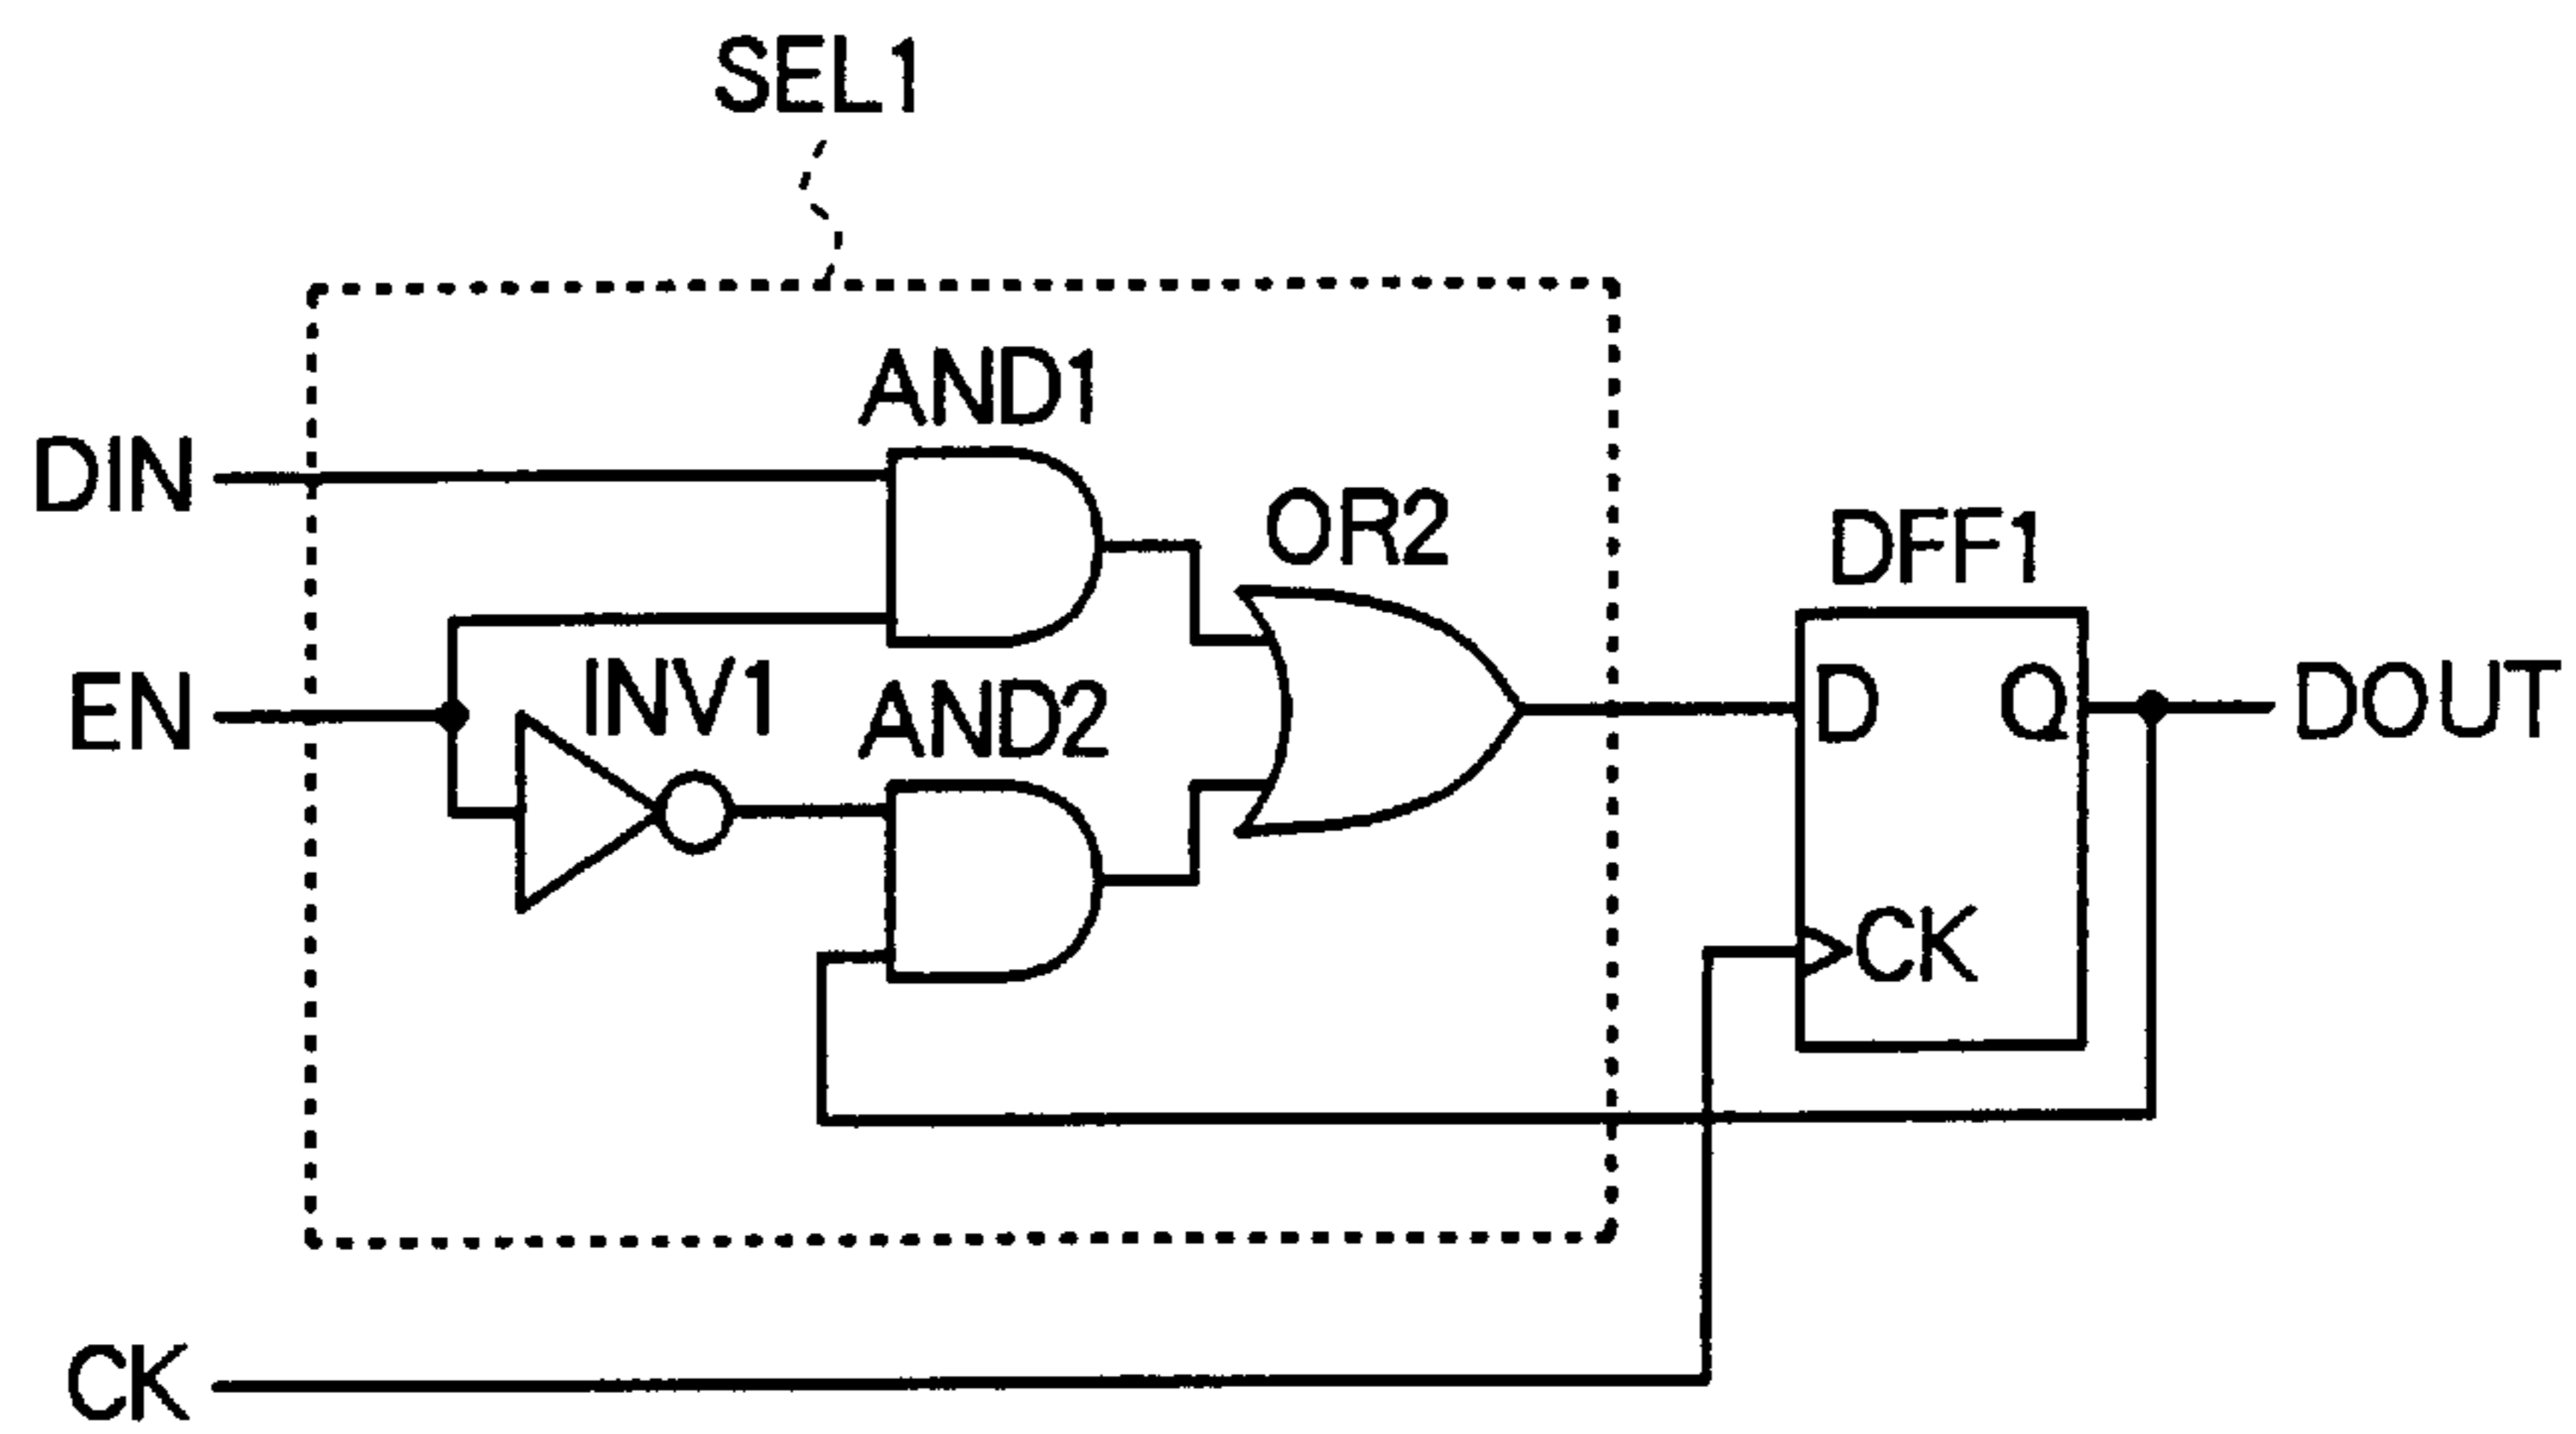 SEL1
AND1
DIN
OR2
DFF1
EN
INV1
AND2
D
Q
DOUT
CK
CK